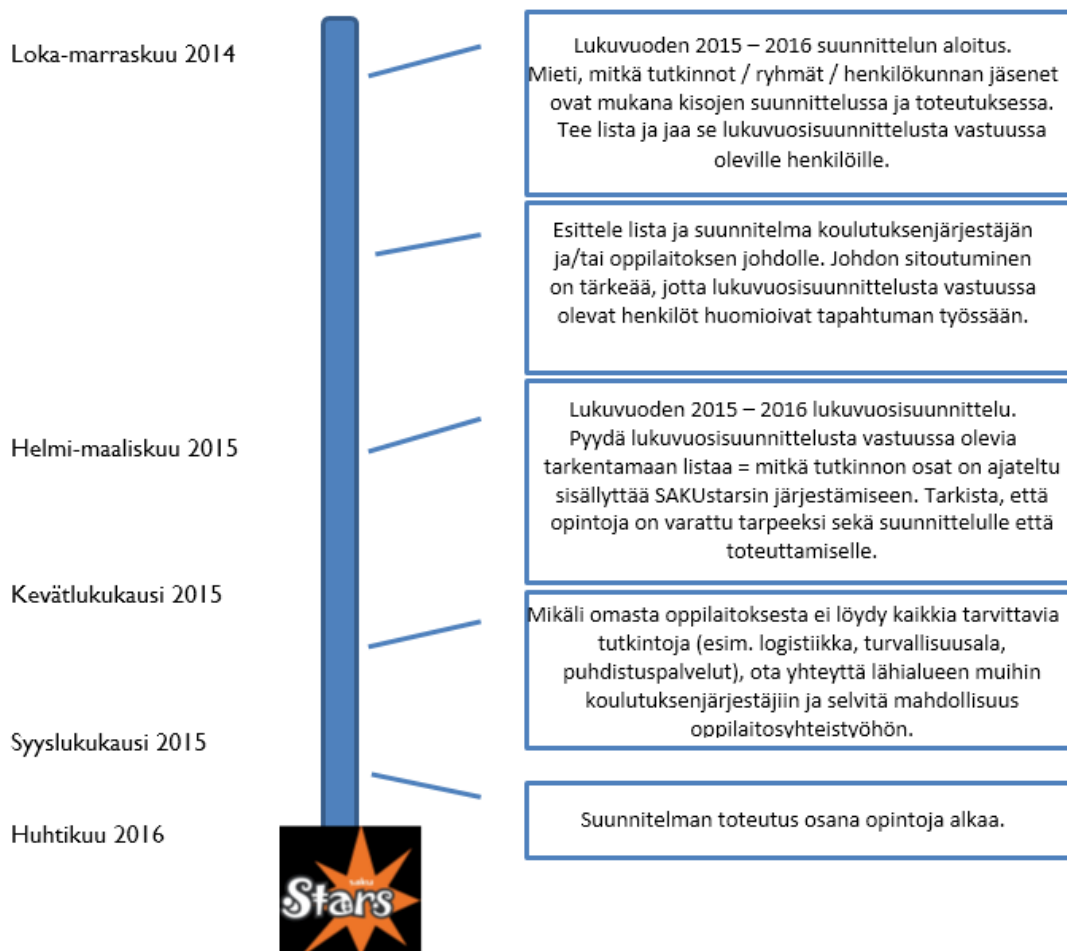 Loka-marraskuu 2014
Lukuvuoden 2015 – 2016 suunnittelun aloitus.
Mieti, mitkä tutkinnot / ryhmät / henkilökunnan jäsenet
ovat mukana kisojen suunnittelussa ja toteutuksessa.
Tee lista ja jaa se lukuvuosisuunnittelusta vastuussa
oleville henkilöille.
Esittele lista ja suunnitelma koulutuksenjärjestäjän
ja/tai oppilaitoksen johdolle. Johdon sitoutuminen
on tärkeää, jotta lukuvuosisuunnittelusta vastuussa
olevat henkilöt huomioivat tapahtuman työssään.
Helmi-maaliskuu 2015
Lukuvuoden 2015 – 2016 lukuvuosisuunnittelu.
Pyydä lukuvuosisuunnittelusta vastuussa olevia
tarkentamaan listaa = mitkä tutkinnon osat on ajateltu
sisällyttää SAKUstarsin järjestämiseen. Tarkista, että
opintoja on varattu tarpeeksi sekä suunnittelulle että
toteuttamiselle.
Kevätlukukausi 2015
Mikäli omasta oppilaitoksesta ei löydy kaikkia tarvittavia
tutkintoja (esim. logistiikka, turvallisuusala,
puhdistuspalvelut), ota yhteyttä lähialueen muihin
koulutuksenjärjestäjiin ja selvitä mahdollisuus
oppilaitosyhteistyöhön.
Syyslukukausi 2015
Suunnitelman toteutus osana opintoja alkaa.
Huhtikuu 2016
saku
Stars